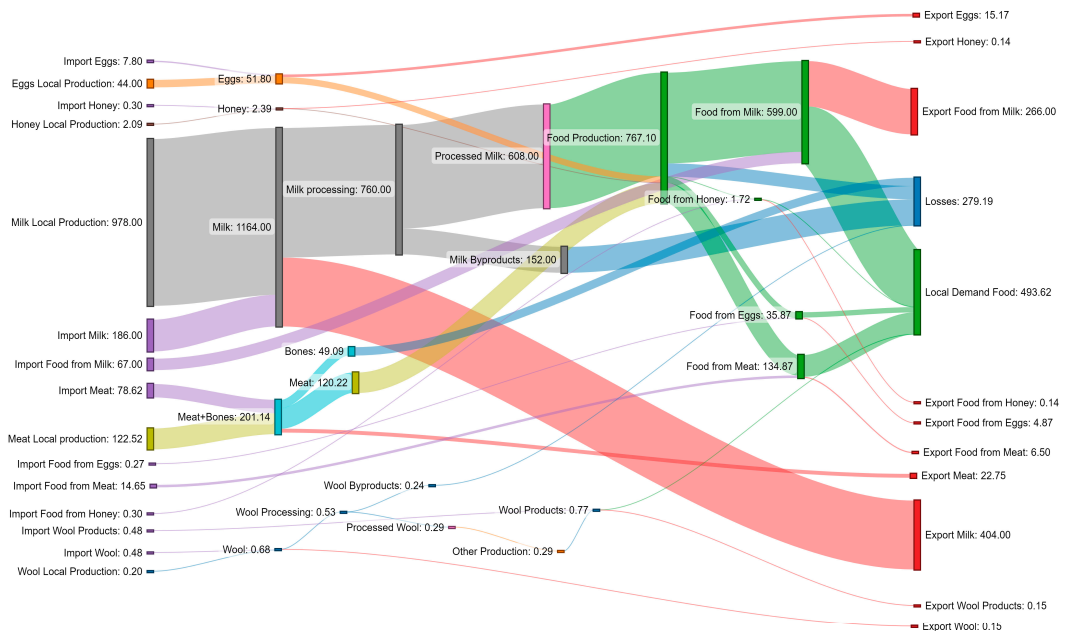 Export Eggs: 15.17
Export Honey: 0.14
Import Eggs: 7.80
Eggs: 51.80
Eggs Local Production: 44.00
Import Honey: 0.30
Honey: 2.39
Honey Local Production: 2.09
Food from Milk: 599.00
Export Food from Milk: 266.00
Food Production: 767.10
Processed Milk: 608.00
Milk processing: 760.00
Food from Honey: 1.72
Losses: 279.19
Milk Local Production: 978.00
Milk: 1164.00
Milk Byproducts: 152.00
Local Demand Food: 493.62
Food from Eggs: 35.87
Import Milk: 186.00
Bones: 49.09
Import Food from Milk: 67.00
Food from Meat: 134.87
Meat: 120.22
Import Meat: 78.62
Export Food from Honey: 0.14
Meat+Bones: 201.14
Export Food from Eggs: 4.87
Meat Local production: 122.52
Export Food from Meat: 6.50
Import Food from Eggs: 0.27
Export Meat: 22.75
Import Food from Meat: 14.65
Wool Byproducts: 0.24
Wool Products: 0.77
Wool Processing: 0.53
Import Food from Honey: 0.30
Processed Wool: 0.29
Import Wool Products: 0.48
Export Milk: 404.00
Wool: 0.68
Other Production: 0.29
Import Wool: 0.48
Wool Local Production: 0.20
Export Wool Products: 0.15
Export Wool: 0.15